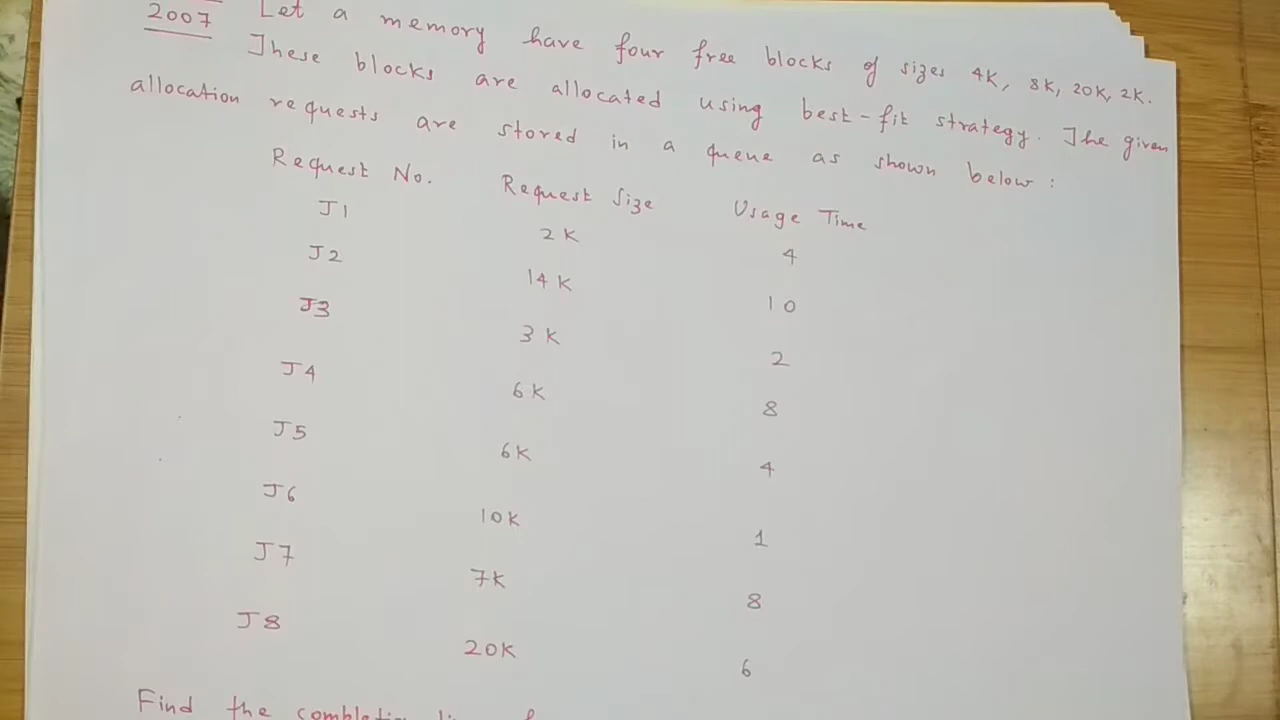 2007 Let a memory have four free blocks of sizes 4K, 8K, 20K, 2K.
These blocks are allocated using best-fit strategy. The given
allocation requests are stored in a queue as shown below:
Request No. Request Size Usage Time
J1 2K 4
J2 14K 10
J3 3K 2
J4 6K 8
J5 6K 4
J6 10K 1
J7 7K 8
J8 20K 6
Find the